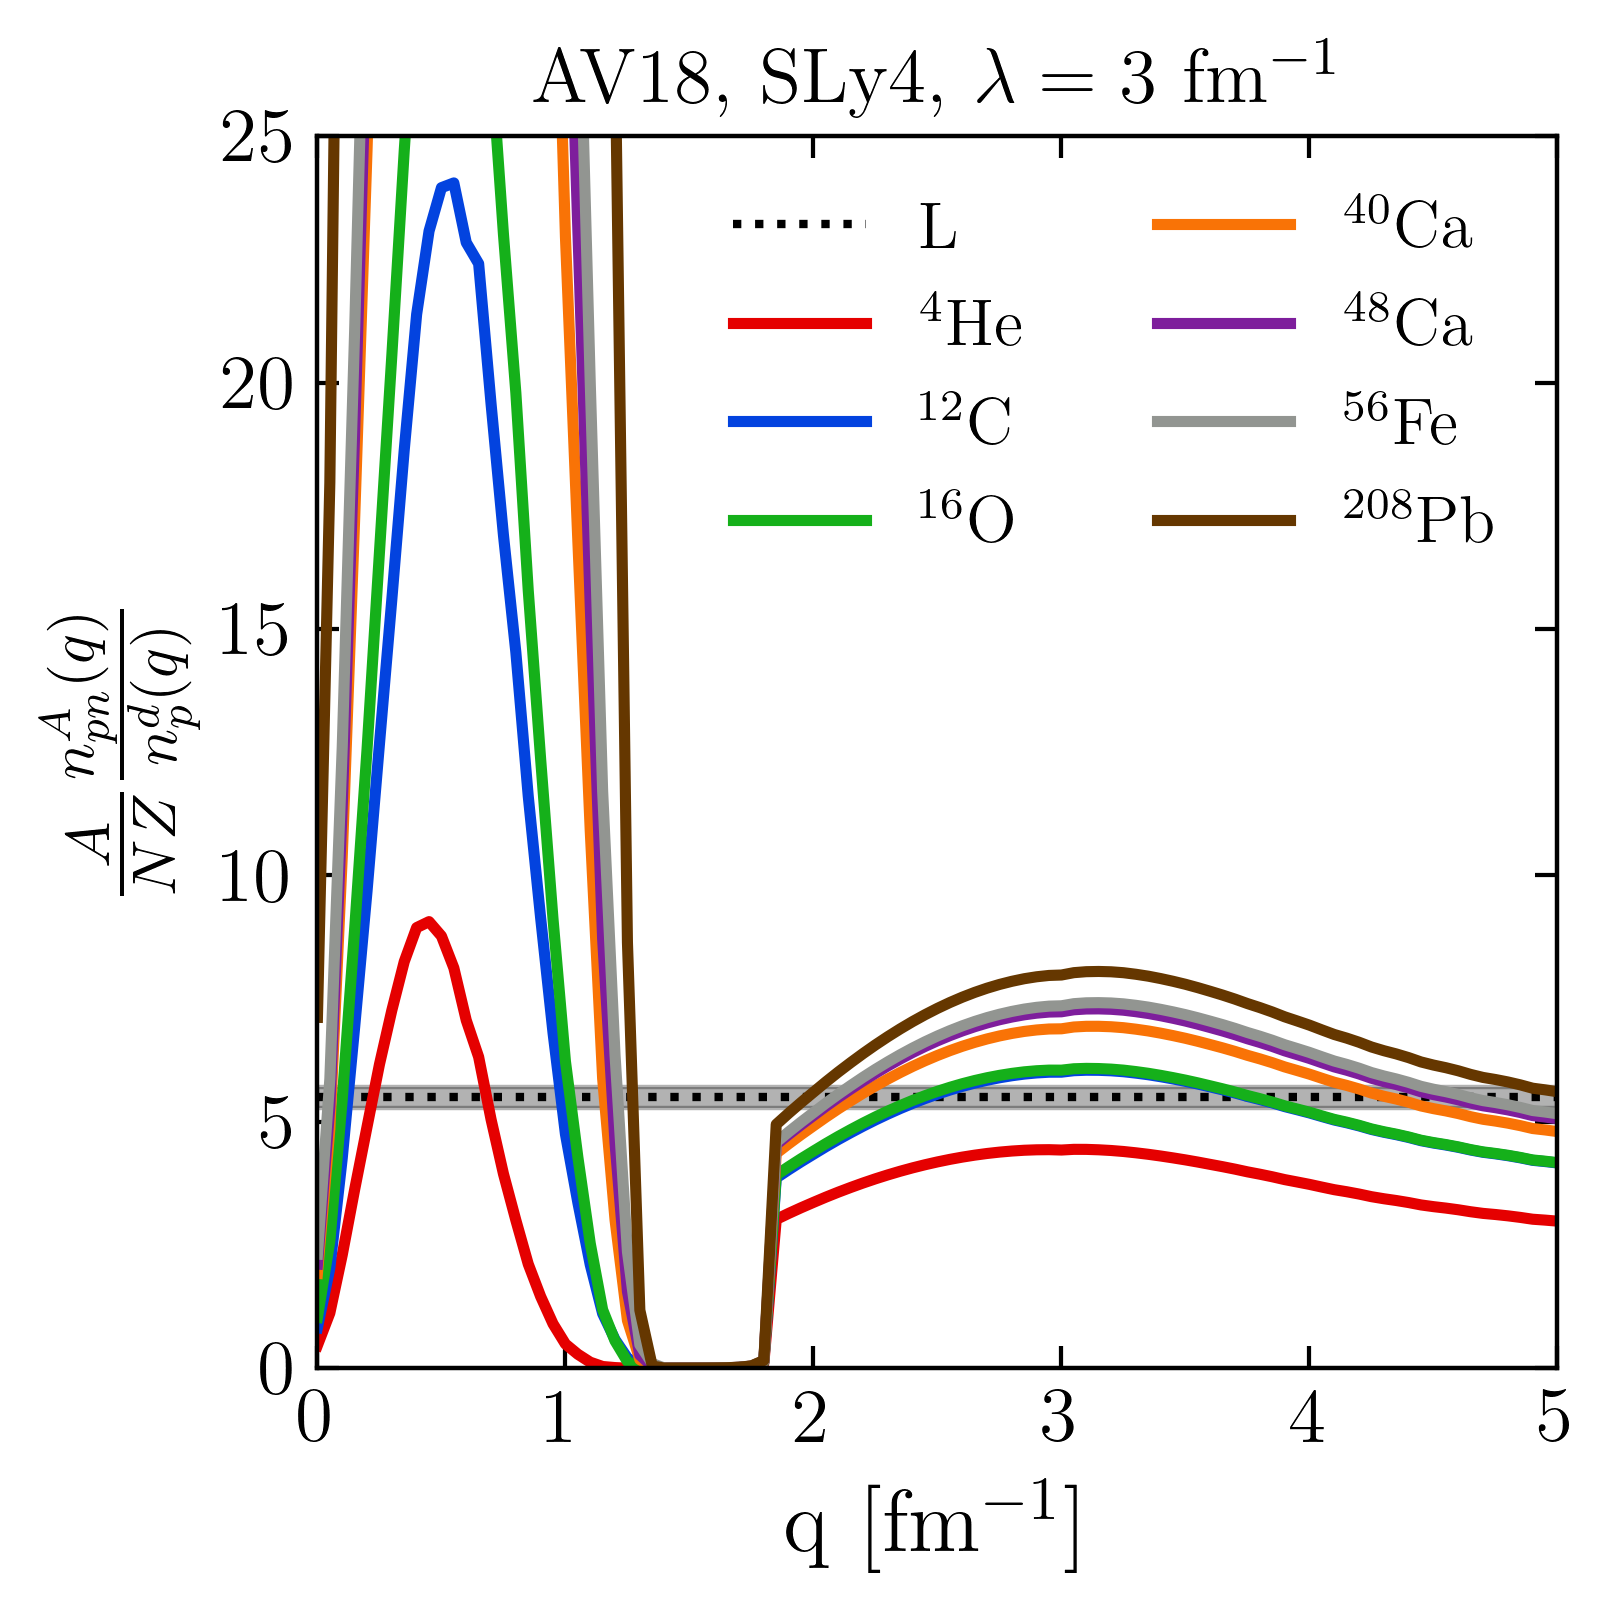 AV18, SLy4, λ = 3 fm⁻¹
25
20
15
10
5
0
A/NZ n^A_pn(q)/n^d_p(q)
L
⁴He
¹²C
¹⁶O
⁴⁰Ca
⁴⁸Ca
⁵⁶Fe
²⁰⁸Pb
0 1 2 3 4 5
q [fm⁻¹]